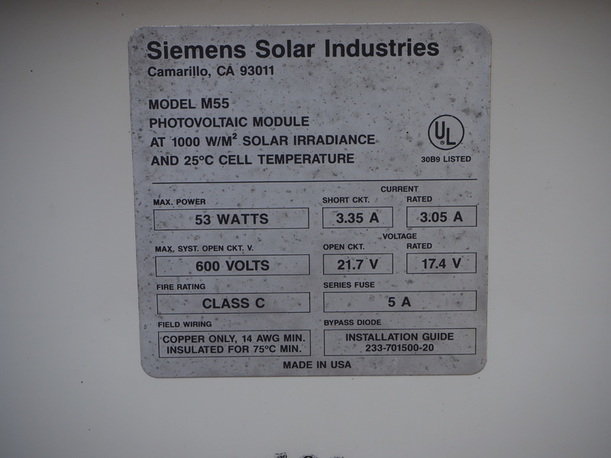 Siemens Solar Industries
Camarillo, CA 93011
MODEL M55
PHOTOVOLTAIC MODULE
AT 1000 W/M² SOLAR IRRADIANCE
AND 25°C CELL TEMPERATURE
UL
®
30B9 LISTED
CURRENT
MAX. POWER SHORT CKT. RATED
53 WATTS 3.35 A 3.05 A
VOLTAGE
MAX. SYST. OPEN CKT. V. OPEN CKT. RATED
600 VOLTS 21.7 V 17.4 V
FIRE RATING SERIES FUSE
CLASS C 5 A
FIELD WIRING BYPASS DIODE
COPPER ONLY, 14 AWG MIN. INSTALLATION GUIDE
INSULATED FOR 75°C MIN. 233-701500-20
MADE IN USA